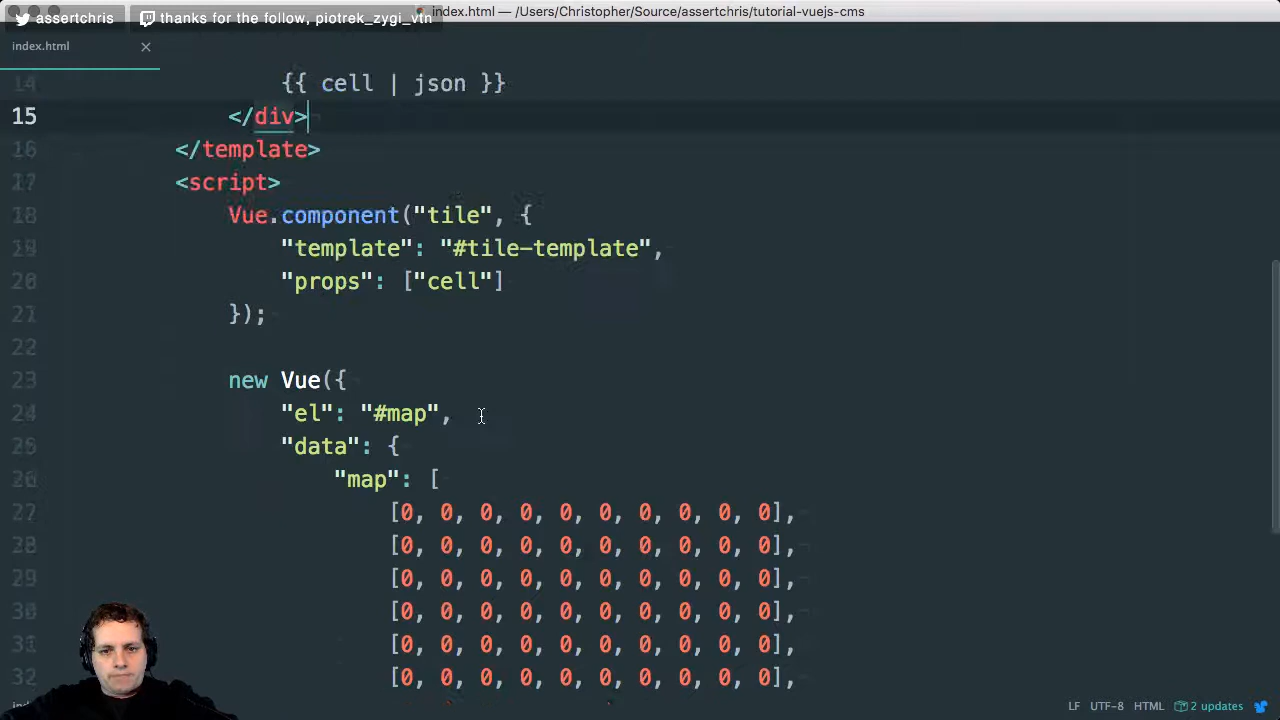 assertchris thanks for the follow, piotrek_zygi_vtn index.html — /Users/Christopher/Source/assertchris/tutorial-vuejs-cms
index.html
14 {{ cell | json }}
15 </div>
16 </template>
17 <script>
18 Vue.component("tile", {
19 "template": "#tile-template",
20 "props": ["cell"]
21 });
22
23 new Vue({
24 "el": "#map",
25 "data": {
26 "map": [
27 [0, 0, 0, 0, 0, 0, 0, 0, 0, 0],
28 [0, 0, 0, 0, 0, 0, 0, 0, 0, 0],
29 [0, 0, 0, 0, 0, 0, 0, 0, 0, 0],
30 [0, 0, 0, 0, 0, 0, 0, 0, 0, 0],
31 [0, 0, 0, 0, 0, 0, 0, 0, 0, 0],
32 [0, 0, 0, 0, 0, 0, 0, 0, 0, 0],
LF UTF-8 HTML 2 updates